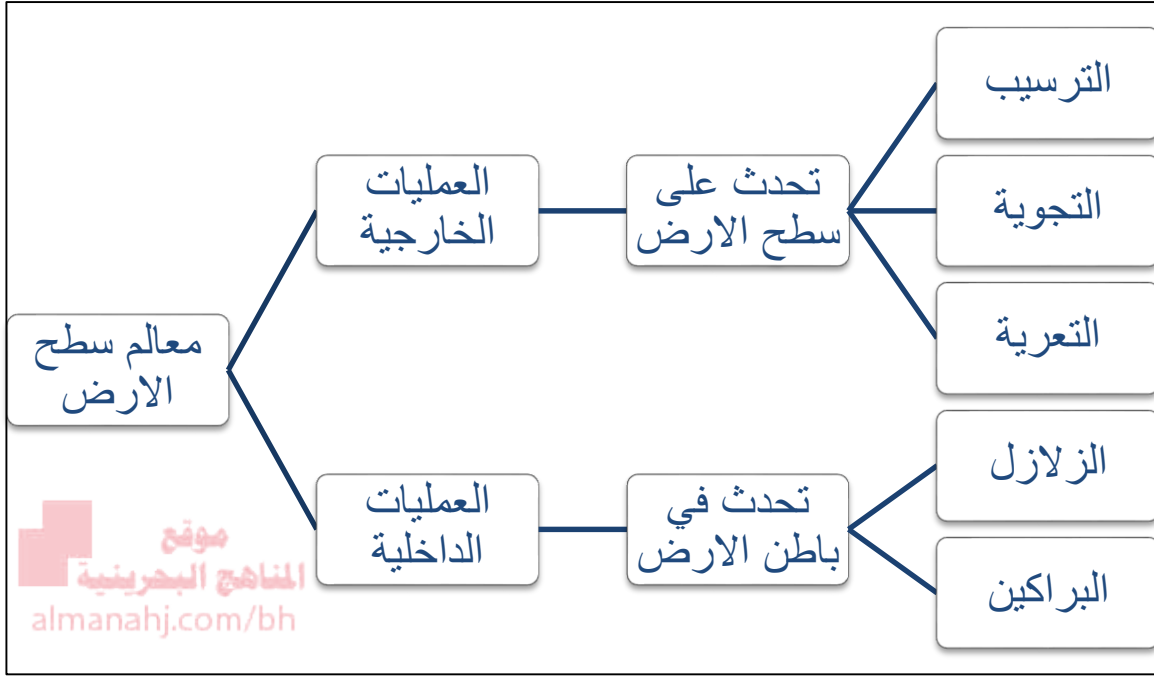 الترسيب
العمليات
الخارجية
تحدث على
سطح الارض
التجوية
التعرية
معالم سطح
الارض
الزلازل
العمليات
الداخلية
تحدث في
باطن الارض
البراكين
موقع
المناهج البحرينية
almanahj.com/bh